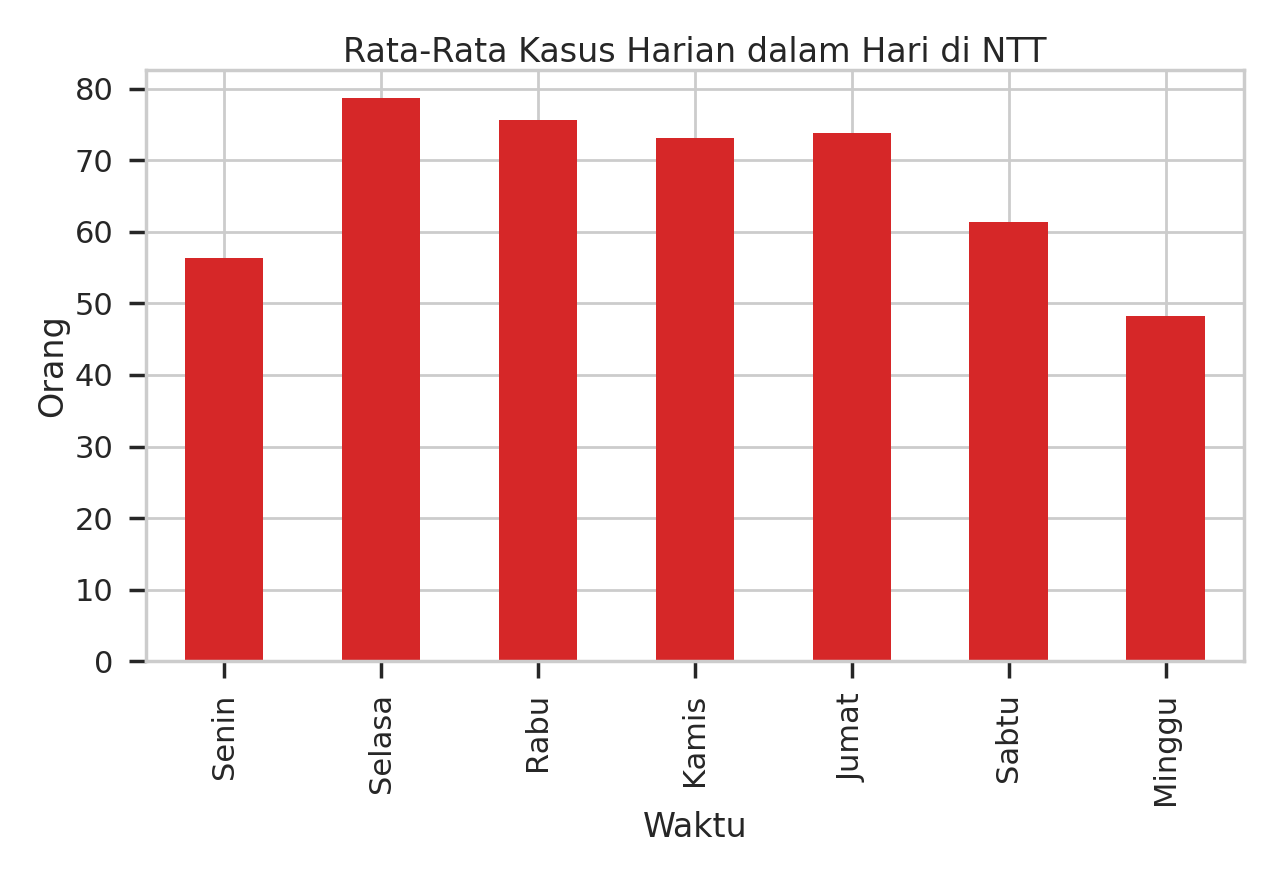 Rata-Rata Kasus Harian dalam Hari di NTT
80
70
60
50
40
30
20
10
0
Orang
Senin
Selasa
Rabu
Kamis
Jumat
Sabtu
Minggu
Waktu